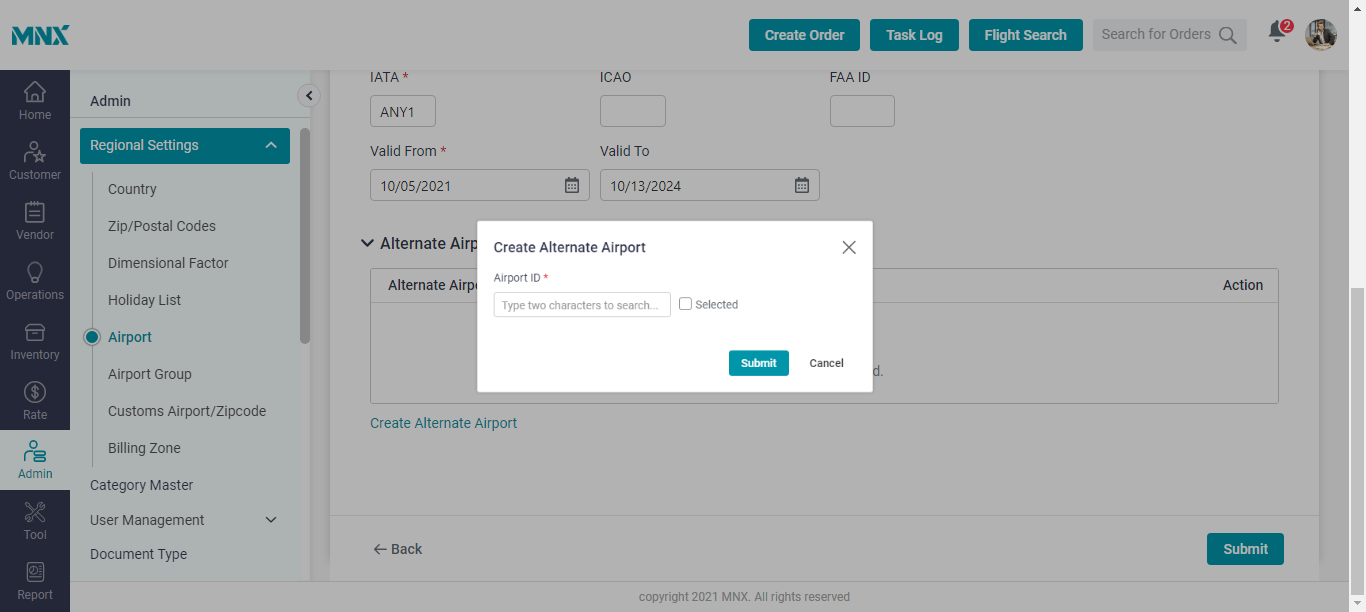 MNX
Create Order
Task Log
Flight Search
Search for Orders
2
Home
Customer
Vendor
Operations
Inventory
Rate
Admin
Tool
Report
Admin
Regional Settings
Country
Zip/Postal Codes
Dimensional Factor
Holiday List
Airport
Airport Group
Customs Airport/Zipcode
Billing Zone
Category Master
User Management
Document Type
IATA *
ICAO
FAA ID
ANY1
Valid From *
Valid To
10/05/2021
10/13/2024
Alternate Airp
Alternate Airpo
Action
d.
Create Alternate Airport
Airport ID *
Type two characters to search...
Selected
Submit
Cancel
Create Alternate Airport
Back
Submit
copyright 2021 MNX. All rights reserved